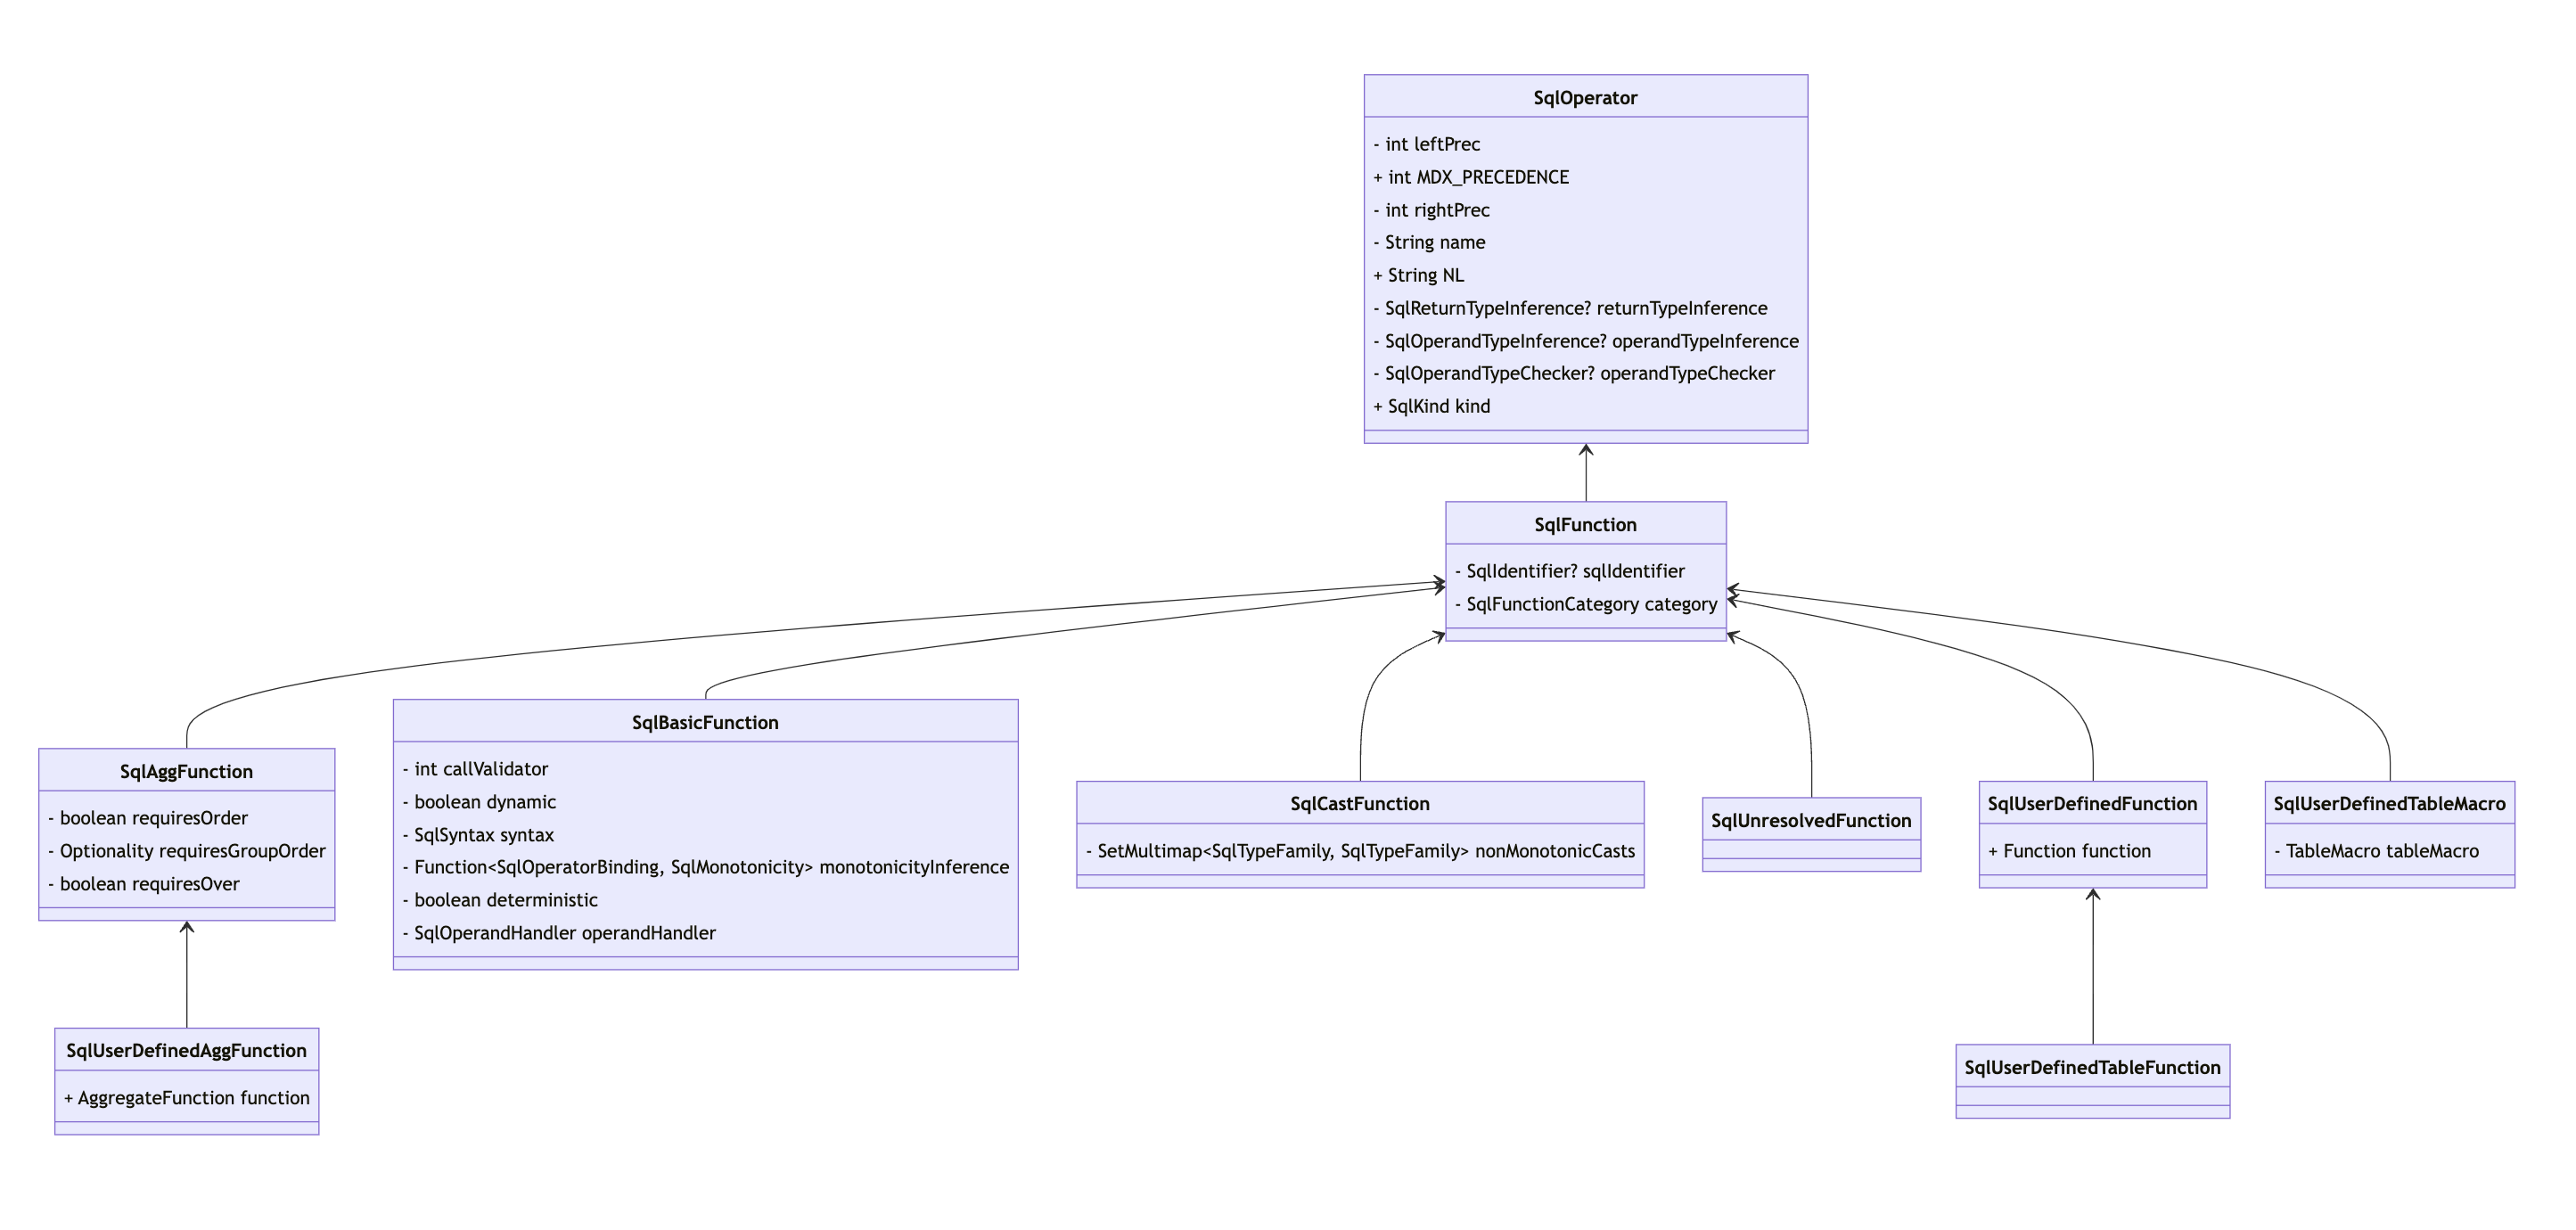 SqlOperator
- int leftPrec
+ int MDX_PRECEDENCE
- int rightPrec
- String name
+ String NL
- SqlReturnTypeInference? returnTypeInference
- SqlOperandTypeInference? operandTypeInference
- SqlOperandTypeChecker? operandTypeChecker
+ SqlKind kind
SqlFunction
- SqlIdentifier? sqlIdentifier
- SqlFunctionCategory category
SqlAggFunction
- boolean requiresOrder
- Optionality requiresGroupOrder
- boolean requiresOver
SqlBasicFunction
- int callValidator
- boolean dynamic
- SqlSyntax syntax
- Function<SqlOperatorBinding, SqlMonotonicity> monotonicityInference
- boolean deterministic
- SqlOperandHandler operandHandler
SqlCastFunction
- SetMultimap<SqlTypeFamily, SqlTypeFamily> nonMonotonicCasts
SqlUnresolvedFunction
SqlUserDefinedFunction
+ Function function
SqlUserDefinedTableMacro
- TableMacro tableMacro
SqlUserDefinedAggFunction
+ AggregateFunction function
SqlUserDefinedTableFunction